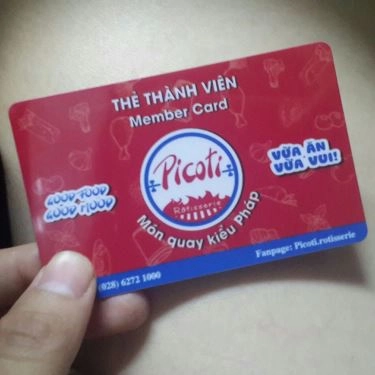 THẺ THÀNH VIÊN
Member Card
GOOD FOOD
GOOD MOOD
Picoti
Rotisserie
VỪA ĂN
VỪA VUI!
Món quay kiểu Pháp
(028) 6272 1000
Fanpage: Picoti.rotisserie